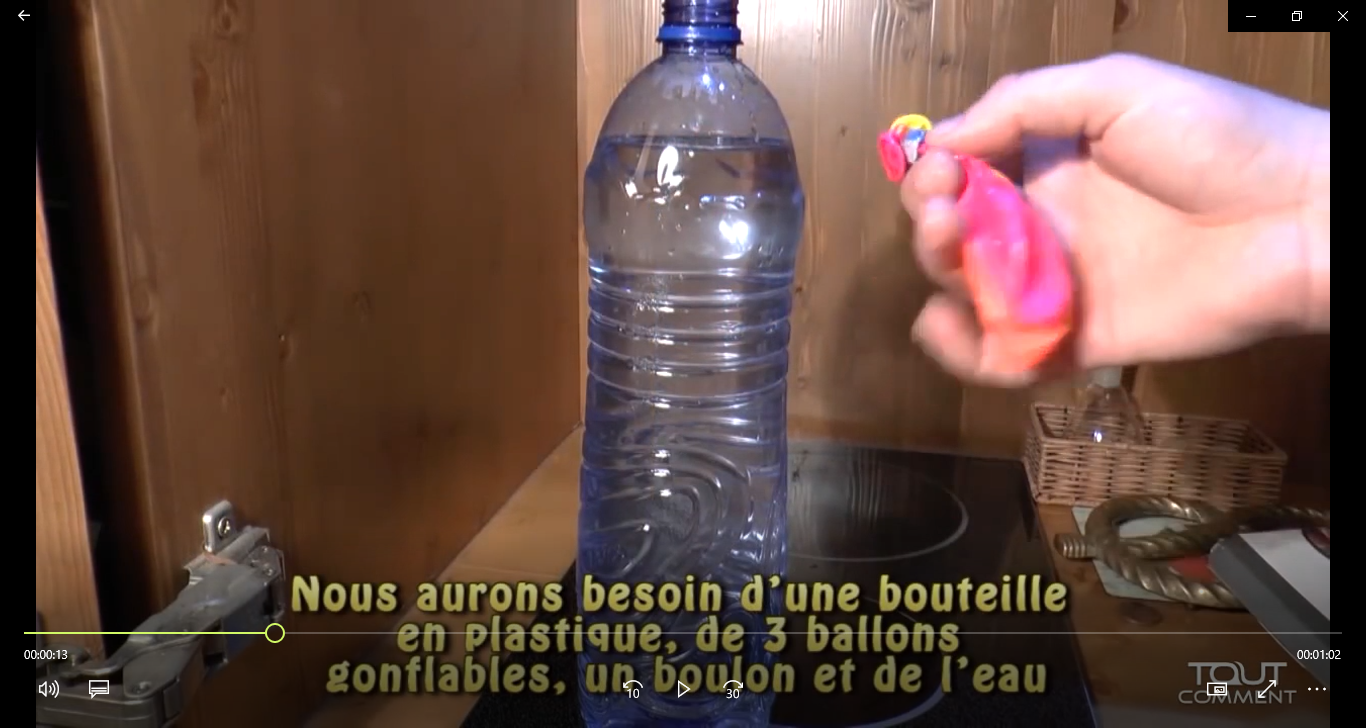 Nous aurons besoin d'une bouteille
en plastique, de 3 ballons
00:00:13
00:01:02
gonflables, un boulon et de l'eau
10
30
TOUT
COMMENT